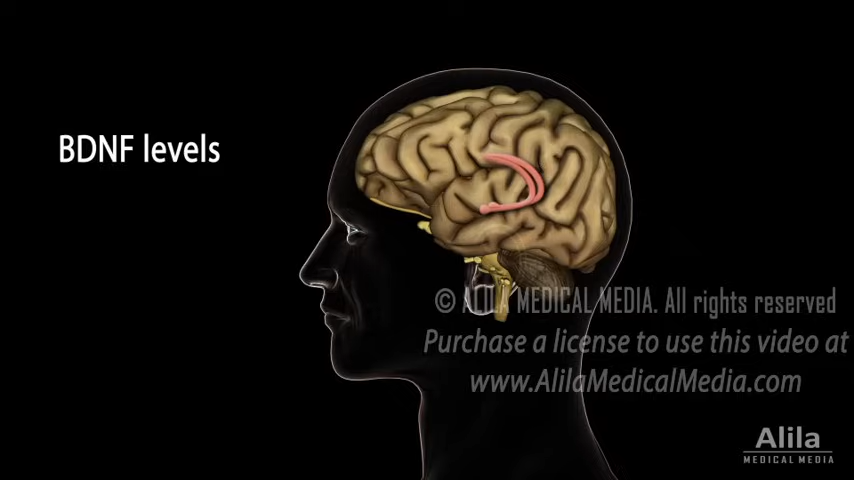 BDNF levels
© ALILA MEDICAL MEDIA. All rights reserved
Purchase a license to use this video at
www.AlilaMedicalMedia.com
Alila
MEDICAL MEDIA